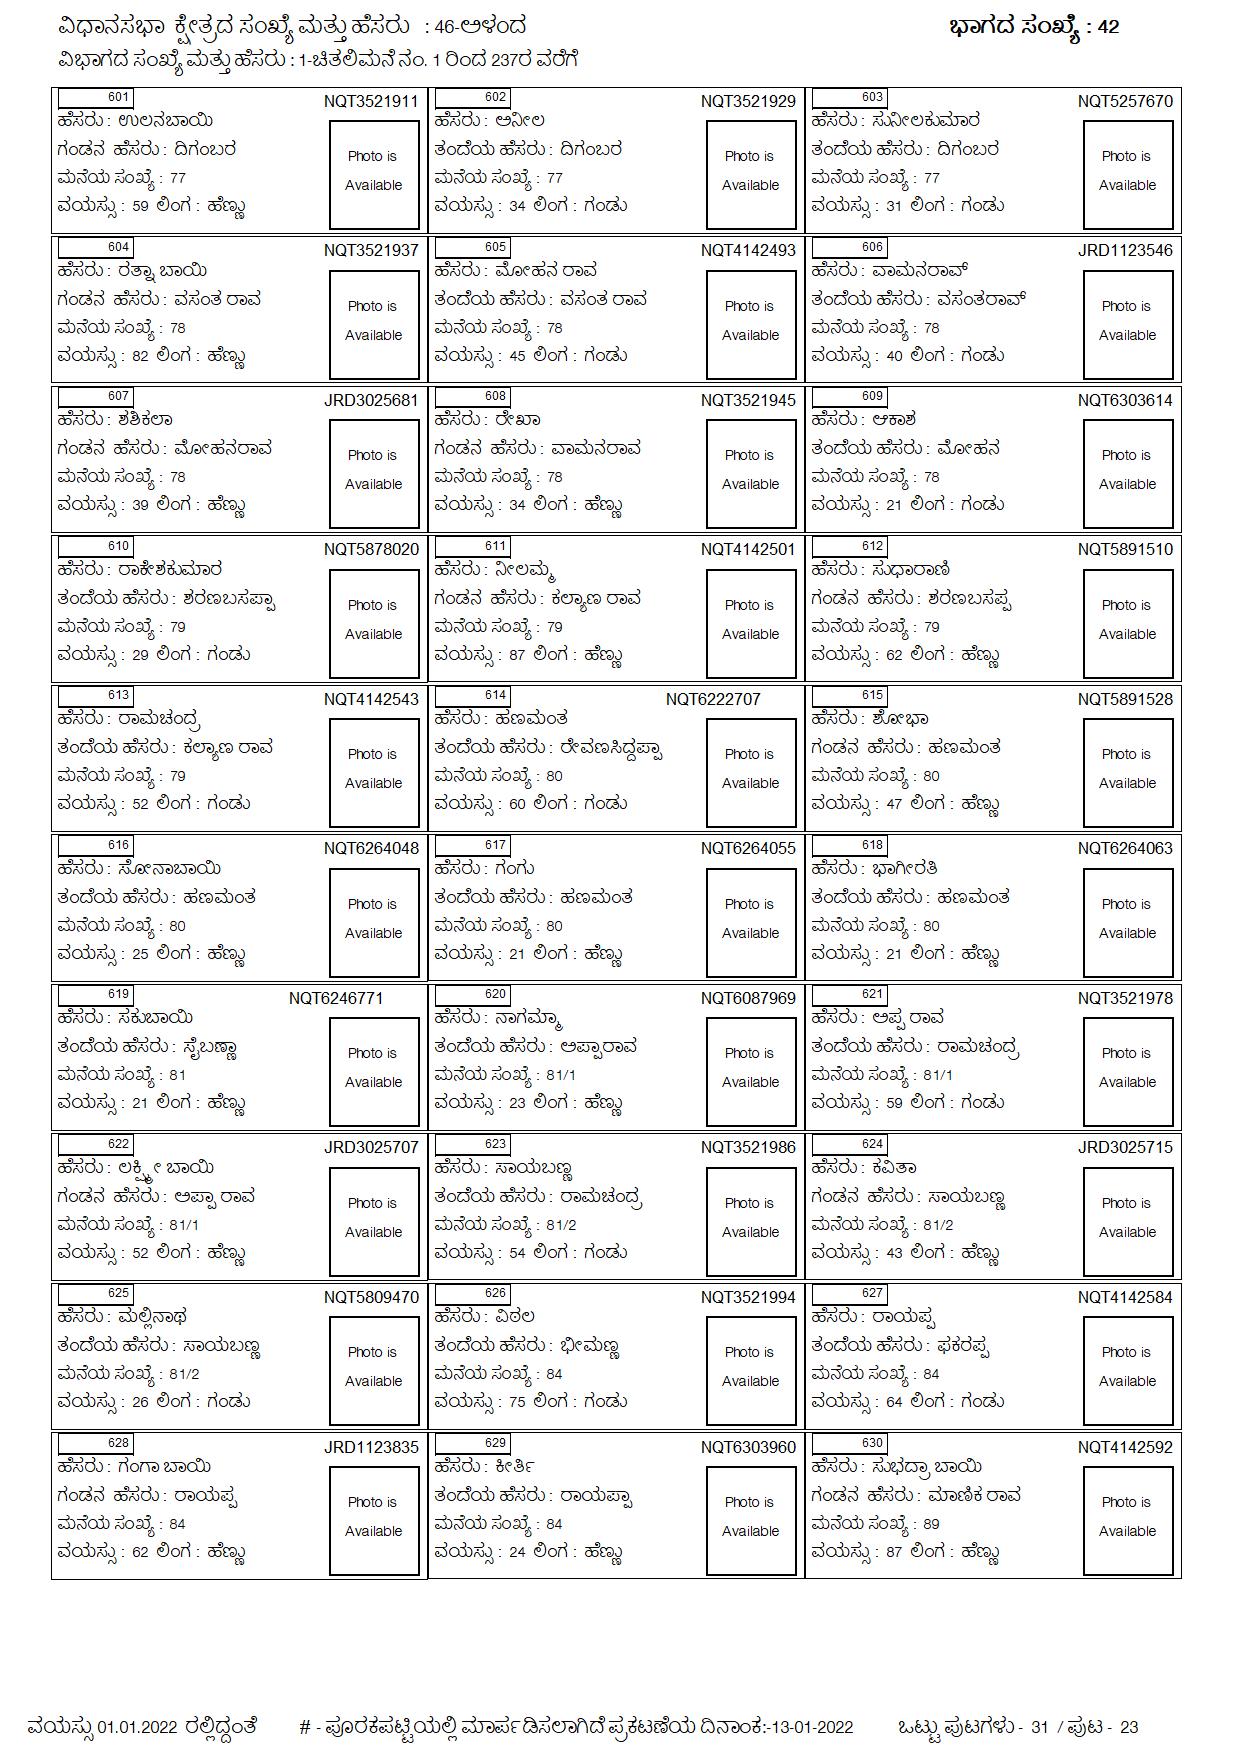 ವಿಧಾನಸಭಾ ಕ್ಷೇತ್ರದ ಸಂಖ್ಯೆ ಮತ್ತು ಹೆಸರು : 46-ಅಳಂದ ಭಾಗದ ಸಂಖ್ಯೆ : 42
ವಿಭಾಗದ ಸಂಖ್ಯೆ ಮತ್ತು ಹೆಸರು : 1-ಚಿತಲಿಮನೆ ನಂ. 1 ರಿಂದ 237ರ ವರೆಗೆ
601 NQT3521911 602 NQT3521929 603 NQT5257670
ಹೆಸರು : ಉಲನಬಾಯಿ ಹೆಸರು : ಅನೀಲ ಹೆಸರು : ಸುನೀಲಕುಮಾರ
ಗಂಡನ ಹೆಸರು : ದಿಗಂಬರ Photo is ತಂದೆಯ ಹೆಸರು : ದಿಗಂಬರ Photo is ತಂದೆಯ ಹೆಸರು : ದಿಗಂಬರ Photo is
ಮನೆಯ ಸಂಖ್ಯೆ : 77 Available ಮನೆಯ ಸಂಖ್ಯೆ : 77 Available ಮನೆಯ ಸಂಖ್ಯೆ : 77 Available
ವಯಸ್ಸು : 59 ಲಿಂಗ : ಹೆಣ್ಣು ವಯಸ್ಸು : 34 ಲಿಂಗ : ಗಂಡು ವಯಸ್ಸು : 31 ಲಿಂಗ : ಗಂಡು
604 NQT3521937 605 NQT4142493 606 JRD1123546
ಹೆಸರು : ರತ್ನಾ ಬಾಯಿ ಹೆಸರು : ಮೋಹನ ರಾವ ಹೆಸರು : ವಾಮನರಾವ್
ಗಂಡನ ಹೆಸರು : ವಸಂತ ರಾವ Photo is ತಂದೆಯ ಹೆಸರು : ವಸಂತ ರಾವ Photo is ತಂದೆಯ ಹೆಸರು : ವಸಂತರಾವ್ Photo is
ಮನೆಯ ಸಂಖ್ಯೆ : 78 Available ಮನೆಯ ಸಂಖ್ಯೆ : 78 Available ಮನೆಯ ಸಂಖ್ಯೆ : 78 Available
ವಯಸ್ಸು : 82 ಲಿಂಗ : ಹೆಣ್ಣು ವಯಸ್ಸು : 45 ಲಿಂಗ : ಗಂಡು ವಯಸ್ಸು : 40 ಲಿಂಗ : ಗಂಡು
607 JRD3025681 608 NQT3521945 609 NQT6303614
ಹೆಸರು : ಶಶಿಕಲಾ ಹೆಸರು : ರೇಖಾ ಹೆಸರು : ಆಕಾಶ
ಗಂಡನ ಹೆಸರು : ಮೋಹನರಾವ Photo is ಗಂಡನ ಹೆಸರು : ವಾಮನರಾವ Photo is ತಂದೆಯ ಹೆಸರು : ಮೋಹನ Photo is
ಮನೆಯ ಸಂಖ್ಯೆ : 78 Available ಮನೆಯ ಸಂಖ್ಯೆ : 78 Available ಮನೆಯ ಸಂಖ್ಯೆ : 78 Available
ವಯಸ್ಸು : 39 ಲಿಂಗ : ಹೆಣ್ಣು ವಯಸ್ಸು : 34 ಲಿಂಗ : ಹೆಣ್ಣು ವಯಸ್ಸು : 21 ಲಿಂಗ : ಗಂಡು
610 NQT5878020 611 NQT4142501 612 NQT5891510
ಹೆಸರು : ರಾಕೇಶಕುಮಾರ ಹೆಸರು : ನೀಲಮ್ಮ ಹೆಸರು : ಸುಧಾರಾಣಿ
ತಂದೆಯ ಹೆಸರು : ಶರಣಬಸಪ್ಪಾ Photo is ಗಂಡನ ಹೆಸರು : ಕಲ್ಯಾಣ ರಾವ Photo is ಗಂಡನ ಹೆಸರು : ಶರಣಬಸಪ್ಪ Photo is
ಮನೆಯ ಸಂಖ್ಯೆ : 79 Available ಮನೆಯ ಸಂಖ್ಯೆ : 79 Available ಮನೆಯ ಸಂಖ್ಯೆ : 79 Available
ವಯಸ್ಸು : 29 ಲಿಂಗ : ಗಂಡು ವಯಸ್ಸು : 87 ಲಿಂಗ : ಹೆಣ್ಣು ವಯಸ್ಸು : 62 ಲಿಂಗ : ಹೆಣ್ಣು
613 NQT4142543 614 NQT6222707 615 NQT5891528
ಹೆಸರು : ರಾಮಚಂದ್ರ ಹೆಸರು : ಹಣಮಂತ ಹೆಸರು : ಶೋಭಾ
ತಂದೆಯ ಹೆಸರು : ಕಲ್ಯಾಣ ರಾವ Photo is ತಂದೆಯ ಹೆಸರು : ರೇವಣಸಿದ್ದಪ್ಪಾ Photo is ಗಂಡನ ಹೆಸರು : ಹಣಮಂತ Photo is
ಮನೆಯ ಸಂಖ್ಯೆ : 79 Available ಮನೆಯ ಸಂಖ್ಯೆ : 80 Available ಮನೆಯ ಸಂಖ್ಯೆ : 80 Available
ವಯಸ್ಸು : 52 ಲಿಂಗ : ಗಂಡು ವಯಸ್ಸು : 60 ಲಿಂಗ : ಗಂಡು ವಯಸ್ಸು : 47 ಲಿಂಗ : ಹೆಣ್ಣು
616 NQT6264048 617 NQT6264055 618 NQT6264063
ಹೆಸರು : ಸೋನಾಬಾಯಿ ಹೆಸರು : ಗಂಗು ಹೆಸರು : ಭಾಗೀರತಿ
ತಂದೆಯ ಹೆಸರು : ಹಣಮಂತ Photo is ತಂದೆಯ ಹೆಸರು : ಹಣಮಂತ Photo is ತಂದೆಯ ಹೆಸರು : ಹಣಮಂತ Photo is
ಮನೆಯ ಸಂಖ್ಯೆ : 80 Available ಮನೆಯ ಸಂಖ್ಯೆ : 80 Available ಮನೆಯ ಸಂಖ್ಯೆ : 80 Available
ವಯಸ್ಸು : 25 ಲಿಂಗ : ಹೆಣ್ಣು ವಯಸ್ಸು : 21 ಲಿಂಗ : ಹೆಣ್ಣು ವಯಸ್ಸು : 21 ಲಿಂಗ : ಹೆಣ್ಣು
619 NQT6246771 620 NQT6087969 621 NQT3521978
ಹೆಸರು : ಸಕುಬಾಯಿ ಹೆಸರು : ನಾಗಮ್ಮಾ ಹೆಸರು : ಅಪ್ಪ ರಾವ
ತಂದೆಯ ಹೆಸರು : ಸೈಬಣ್ಣಾ Photo is ತಂದೆಯ ಹೆಸರು : ಅಪ್ಪಾರಾವ Photo is ತಂದೆಯ ಹೆಸರು : ರಾಮಚಂದ್ರ Photo is
ಮನೆಯ ಸಂಖ್ಯೆ : 81 Available ಮನೆಯ ಸಂಖ್ಯೆ : 81/1 Available ಮನೆಯ ಸಂಖ್ಯೆ : 81/1 Available
ವಯಸ್ಸು : 21 ಲಿಂಗ : ಹೆಣ್ಣು ವಯಸ್ಸು : 23 ಲಿಂಗ : ಹೆಣ್ಣು ವಯಸ್ಸು : 59 ಲಿಂಗ : ಗಂಡು
622 JRD3025707 623 NQT3521986 624 JRD3025715
ಹೆಸರು : ಲಕ್ಷ್ಮೀ ಬಾಯಿ ಹೆಸರು : ಸಾಯಬಣ್ಣ ಹೆಸರು : ಕವಿತಾ
ಗಂಡನ ಹೆಸರು : ಅಪ್ಪಾ ರಾವ Photo is ತಂದೆಯ ಹೆಸರು : ರಾಮಚಂದ್ರ Photo is ಗಂಡನ ಹೆಸರು : ಸಾಯಬಣ್ಣ Photo is
ಮನೆಯ ಸಂಖ್ಯೆ : 81/1 Available ಮನೆಯ ಸಂಖ್ಯೆ : 81/2 Available ಮನೆಯ ಸಂಖ್ಯೆ : 81/2 Available
ವಯಸ್ಸು : 52 ಲಿಂಗ : ಹೆಣ್ಣು ವಯಸ್ಸು : 54 ಲಿಂಗ : ಗಂಡು ವಯಸ್ಸು : 43 ಲಿಂಗ : ಹೆಣ್ಣು
625 NQT5809470 626 NQT3521994 627 NQT4142584
ಹೆಸರು : ಮಲ್ಲಿನಾಥ ಹೆಸರು : ವಿಠಲ ಹೆಸರು : ರಾಯಪ್ಪ
ತಂದೆಯ ಹೆಸರು : ಸಾಯಬಣ್ಣ Photo is ತಂದೆಯ ಹೆಸರು : ಭೀಮಣ್ಣ Photo is ತಂದೆಯ ಹೆಸರು : ಫಕರಪ್ಪ Photo is
ಮನೆಯ ಸಂಖ್ಯೆ : 81/2 Available ಮನೆಯ ಸಂಖ್ಯೆ : 84 Available ಮನೆಯ ಸಂಖ್ಯೆ : 84 Available
ವಯಸ್ಸು : 26 ಲಿಂಗ : ಗಂಡು ವಯಸ್ಸು : 75 ಲಿಂಗ : ಗಂಡು ವಯಸ್ಸು : 64 ಲಿಂಗ : ಗಂಡು
628 JRD1123835 629 NQT6303960 630 NQT4142592
ಹೆಸರು : ಗಂಗಾ ಬಾಯಿ ಹೆಸರು : ಕೀರ್ತಿ ಹೆಸರು : ಸುಭದ್ರಾ ಬಾಯಿ
ಗಂಡನ ಹೆಸರು : ರಾಯಪ್ಪ Photo is ತಂದೆಯ ಹೆಸರು : ರಾಯಪ್ಪಾ Photo is ಗಂಡನ ಹೆಸರು : ಮಾಣಿಕ ರಾವ Photo is
ಮನೆಯ ಸಂಖ್ಯೆ : 84 Available ಮನೆಯ ಸಂಖ್ಯೆ : 84 Available ಮನೆಯ ಸಂಖ್ಯೆ : 89 Available
ವಯಸ್ಸು : 62 ಲಿಂಗ : ಹೆಣ್ಣು ವಯಸ್ಸು : 24 ಲಿಂಗ : ಹೆಣ್ಣು ವಯಸ್ಸು : 87 ಲಿಂಗ : ಹೆಣ್ಣು
ವಯಸ್ಸು 01.01.2022 ರಲ್ಲಿದ್ದಂತೆ # - ಪೂರಕಪಟ್ಟಿಯಲ್ಲಿ ಮಾರ್ಪಡಿಸಲಾಗಿದೆ ಪ್ರಕಟಣೆಯ ದಿನಾಂಕ:-13-01-2022 ಒಟ್ಟು ಪುಟಗಳು - 31 / ಪುಟ - 23